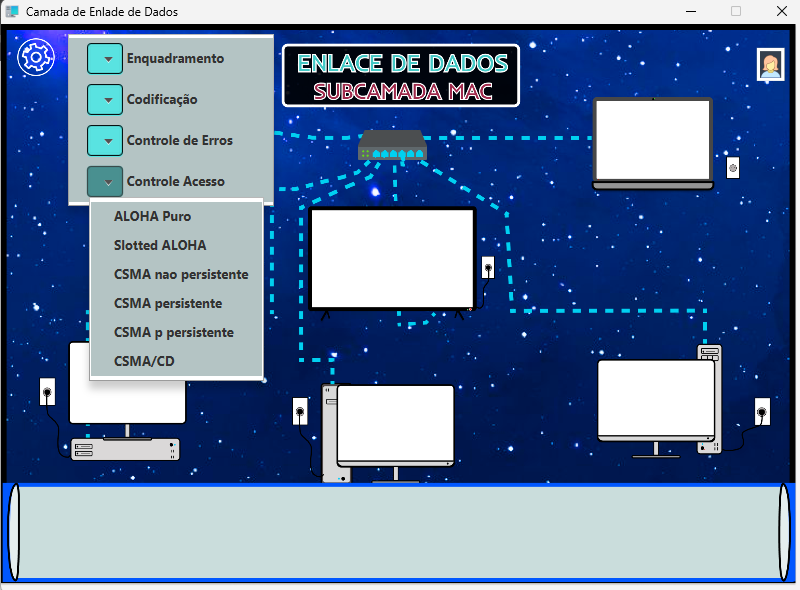 Camada de Enlade de Dados
Enquadramento
Codificação
Controle de Erros
Controle Acesso
ENLACE DE DADOS
SUBCAMADA MAC
ALOHA Puro
Slotted ALOHA
CSMA nao persistente
CSMA persistente
CSMA p persistente
CSMA/CD